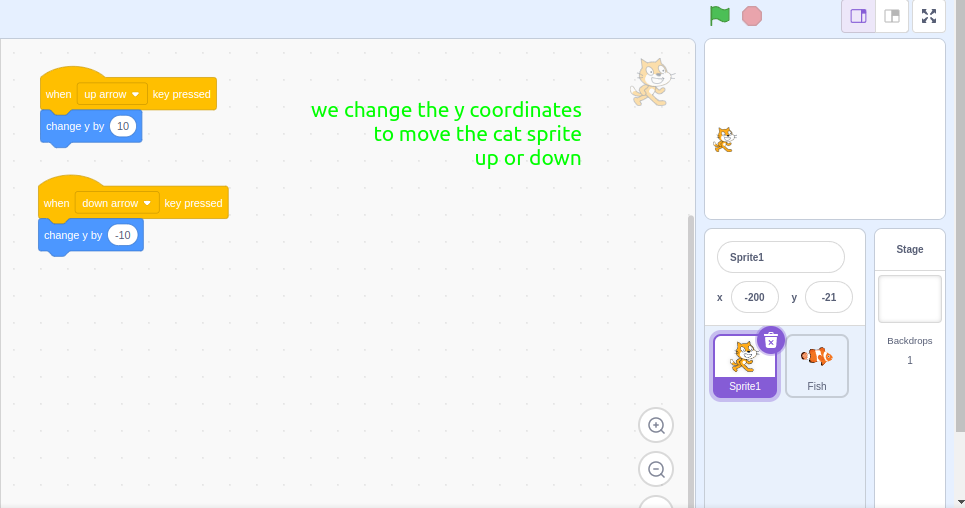 when up arrow key pressed
change y by 10
we change the y coordinates
to move the cat sprite
up or down
when down arrow key pressed
change y by -10
Sprite1
x -200 y -21
Sprite1
Fish
Stage
Backdrops
1